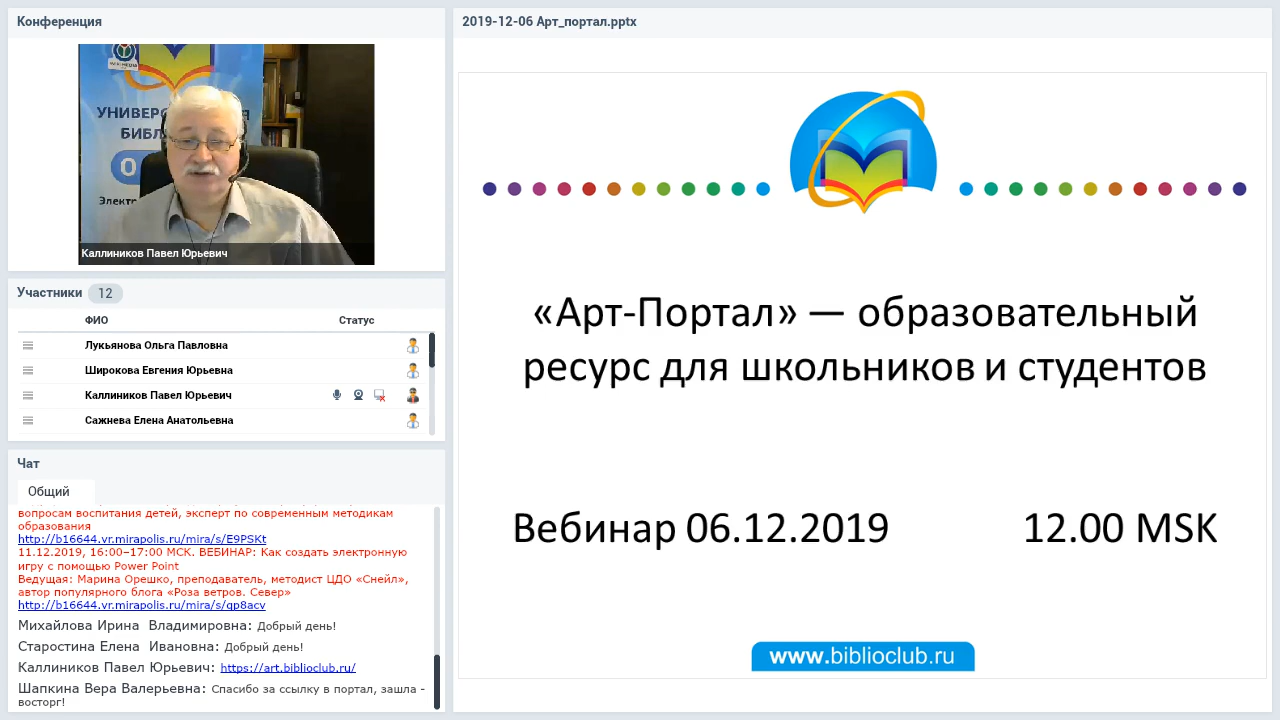 Конференция
УНИВЕР
БИБЛ
Каллиников Павел Юрьевич
Участники 12
ФИО Статус
Лукьянова Ольга Павловна
Широкова Евгения Юрьевна
Каллиников Павел Юрьевич
Сажнева Елена Анатольевна
Чат
Общий
вопросам воспитания детей, эксперт по современным методикам
образования
http://b16644.vr.mirapolis.ru/mira/s/E9PSKt
11.12.2019, 16:00–17:00 МСК. ВЕБИНАР: Как создать электронную
игру с помощью Power Point
Ведущая: Марина Орешко, преподаватель, методист ЦДО «Снейл»,
автор популярного блога «Роза ветров. Север»
http://b16644.vr.mirapolis.ru/mira/s/qp8acv
Михайлова Ирина Владимировна: Добрый день!
Старостина Елена Ивановна: Добрый день!
Каллиников Павел Юрьевич: https://art.biblioclub.ru/
Шапкина Вера Валерьевна: Спасибо за ссылку в портал, зашла -
восторг!
2019-12-06 Арт_портал.pptx
«Арт-Портал» — образовательный
ресурс для школьников и студентов
Вебинар 06.12.2019 12.00 MSK
www.biblioclub.ru